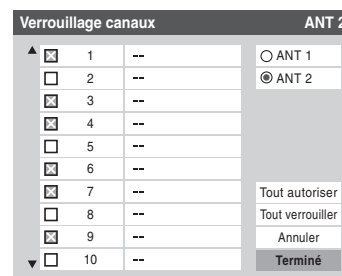 Verrouillage canaux ANT 2
1 --
2 --
3 --
4 --
5 --
6 --
7 --
8 --
9 --
10 --
ANT 1
ANT 2
Tout autoriser
Tout verrouiller
Annuler
Terminé